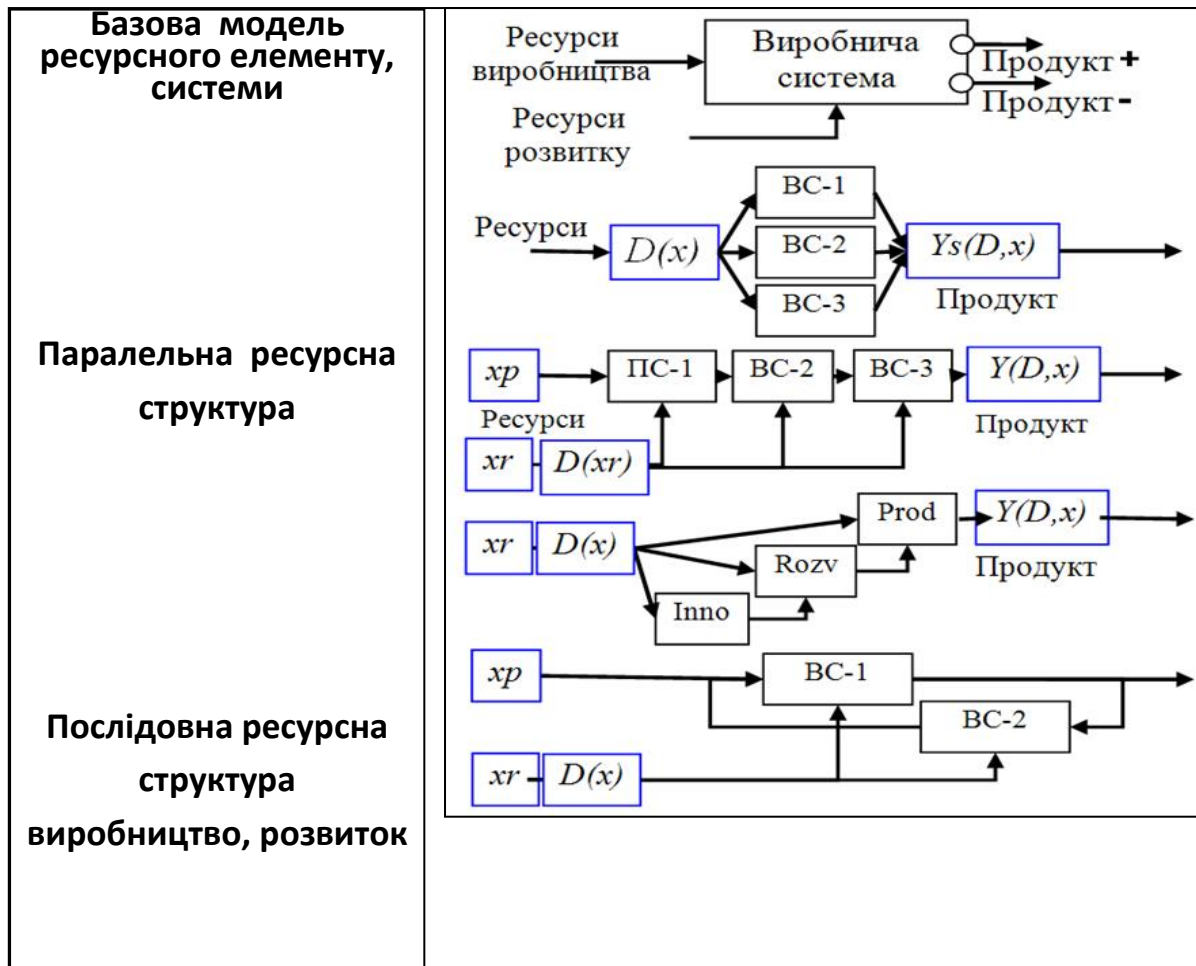 Базова модель
ресурсного елементу,
системи
Паралельна ресурсна
структура
Послідовна ресурсна
структура
виробництво, розвиток
Ресурси
виробництва
Виробнича
система
Продукт +
Продукт -
Ресурси
розвитку
ВС-1
Ресурси
D(x)
ВС-2
Ys(D,x)
ВС-3
Продукт
xp
ПС-1
ВС-2
ВС-3
Y(D,x)
Ресурси
Продукт
xr
D(xr)
Prod
Y(D,x)
xr
D(x)
Rozv
Продукт
Inno
xp
ВС-1
ВС-2
xr
D(x)